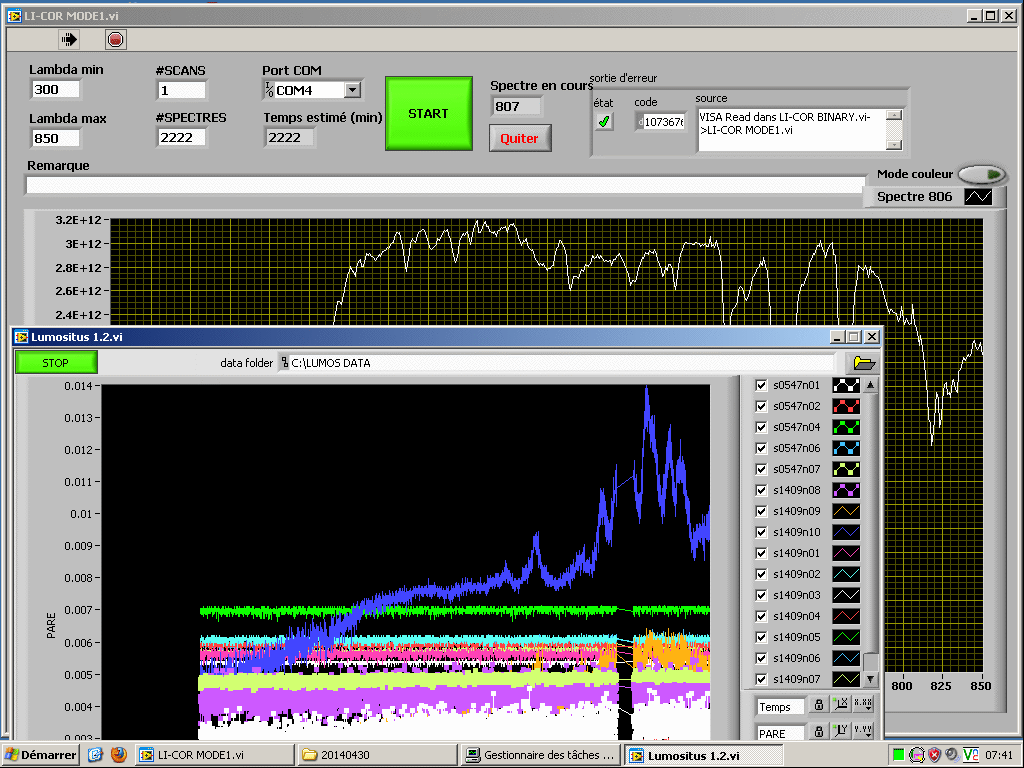 LI-COR MODE1.vi
Lambda min
300
Lambda max
850
#SCANS
1
#SPECTRES
2222
Port COM
COM4
Temps estimé (min)
2222
START
Spectre en cours
807
Quiter
sortie d'erreur
état
code
1073676
source
VISA Read dans LI-COR BINARY.vi-
>LI-COR MODE1.vi
Remarque
Mode couleur
Spectre 806
3.2E+12
3E+12
2.8E+12
2.6E+12
2.4E+12
800 825 850
Lumositus 1.2.vi
STOP
data folder
C:\LUMOS DATA
0.014
0.013
0.012
0.011
0.01
0.009
0.008
0.007
0.006
0.005
0.004
PARE
s0547n01
s0547n02
s0547n04
s0547n06
s0547n07
s1409n08
s1409n09
s1409n10
s1409n01
s1409n02
s1409n03
s1409n04
s1409n05
s1409n06
s1409n07
Temps
PARE
Démarrer
LI-COR MODE1.vi
20140430
Gestionnaire des tâches ...
Lumositus 1.2.vi
07:41